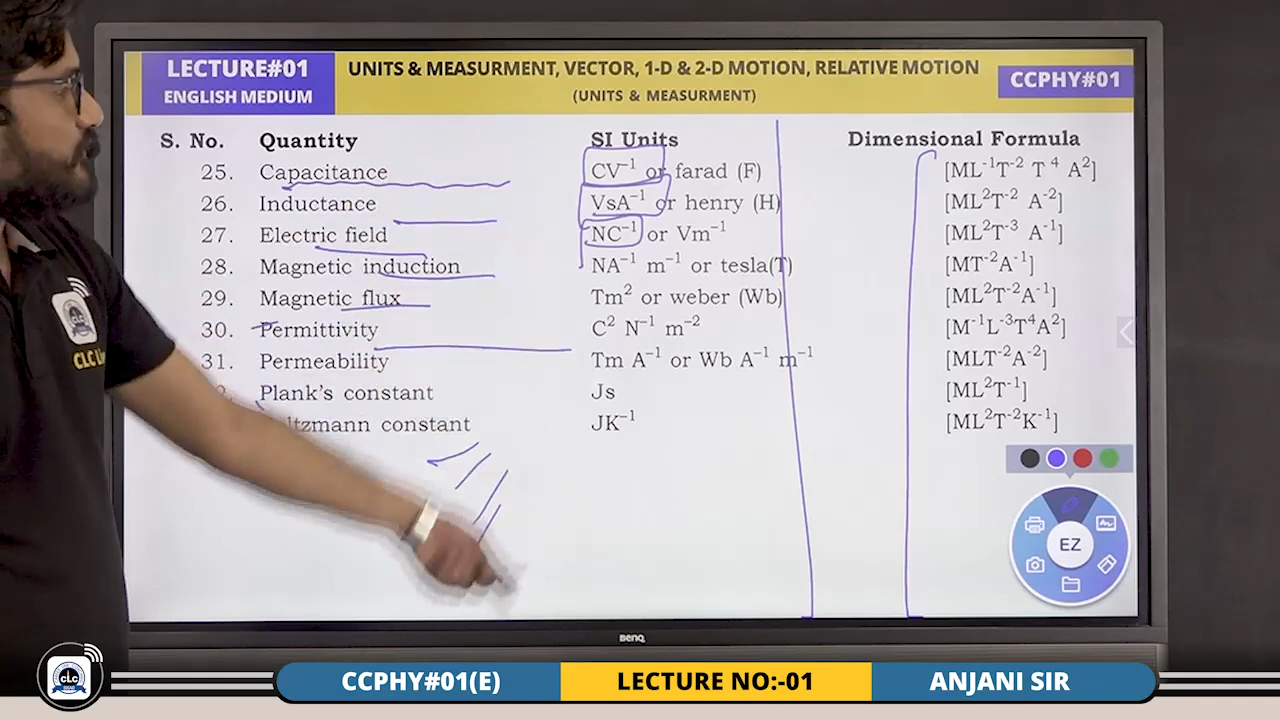 LECTURE#01
ENGLISH MEDIUM
UNITS & MEASURMENT, VECTOR, 1-D & 2-D MOTION, RELATIVE MOTION
(UNITS & MEASURMENT)
CCPHY#01
S. No. Quantity SI Units Dimensional Formula
25. Capacitance CV⁻¹ or farad (F) [ML⁻¹T⁻² T⁴ A²]
26. Inductance VsA⁻¹ or henry (H) [ML²T⁻² A⁻²]
27. Electric field NC⁻¹ or Vm⁻¹ [ML²T⁻³ A⁻¹]
28. Magnetic induction NA⁻¹ m⁻¹ or tesla(T) [MT⁻²A⁻¹]
29. Magnetic flux Tm² or weber (Wb) [ML²T⁻²A⁻¹]
30. Permittivity C² N⁻¹ m⁻² [M⁻¹L⁻³T⁴A²]
31. Permeability Tm A⁻¹ or Wb A⁻¹ m⁻¹ [MLT⁻²A⁻²]
Plank's constant Js [ML²T⁻¹]
constant JK⁻¹ [ML²T⁻²K⁻¹]
EZ
BenQ
CLC
CLC
CCPHY#01(E)
LECTURE NO:-01
ANJANI SIR